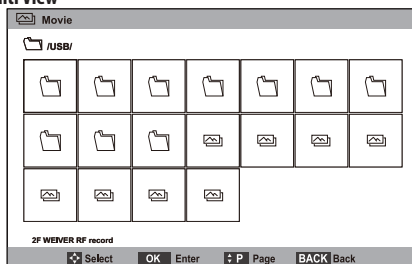 Movie
/USB/
2F WEIVER RF record
Select OK Enter P Page BACK Back